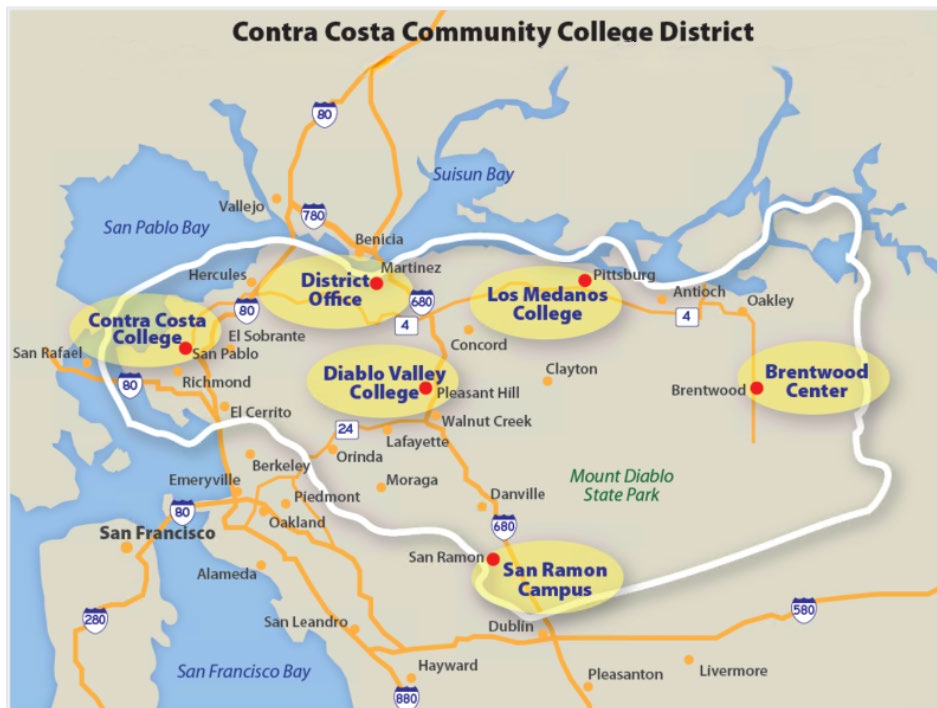 Contra Costa Community College District
80
Suisun Bay
Vallejo
780
San Pablo Bay
Benicia
Hercules
District
Office
Martinez
680
Los Medanos
College
Pittsburg
Antioch
Oakley
Contra Costa
College
80
4
4
El Sobrante
San Pablo
San Rafael
Concord
Diablo Valley
College
Clayton
Brentwood
Brentwood
Center
80
Richmond
Pleasant Hill
El Cerrito
Walnut Creek
24
Lafayette
Orinda
Berkeley
Moraga
Mount Diablo
State Park
Emeryville
Piedmont
Danville
80
Oakland
680
San Francisco
San Ramon
San Ramon
Campus
Alameda
280
San Leandro
Dublin
580
San Francisco Bay
Hayward
Livermore
Pleasanton
880